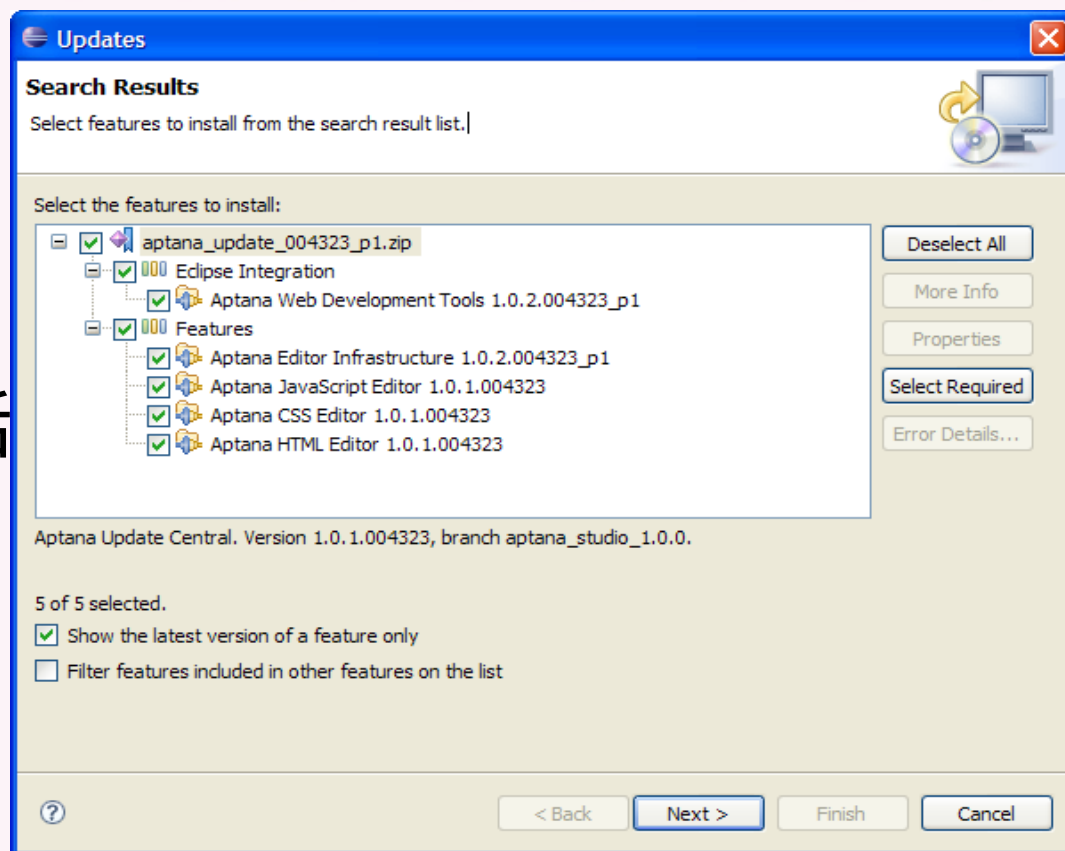 Updates
Search Results
Select features to install from the search result list.
Select the features to install:
aptana_update_004323_p1.zip
Deselect All
Eclipse Integration
More Info
Aptana Web Development Tools 1.0.2.004323_p1
Features
Properties
Aptana Editor Infrastructure 1.0.2.004323_p1
Aptana JavaScript Editor 1.0.1.004323
Select Required
Aptana CSS Editor 1.0.1.004323
Aptana HTML Editor 1.0.1.004323
Error Details...
Aptana Update Central. Version 1.0.1.004323, branch aptana_studio_1.0.0.
5 of 5 selected.
Show the latest version of a feature only
Filter features included in other features on the list
? < Back Next > Finish Cancel